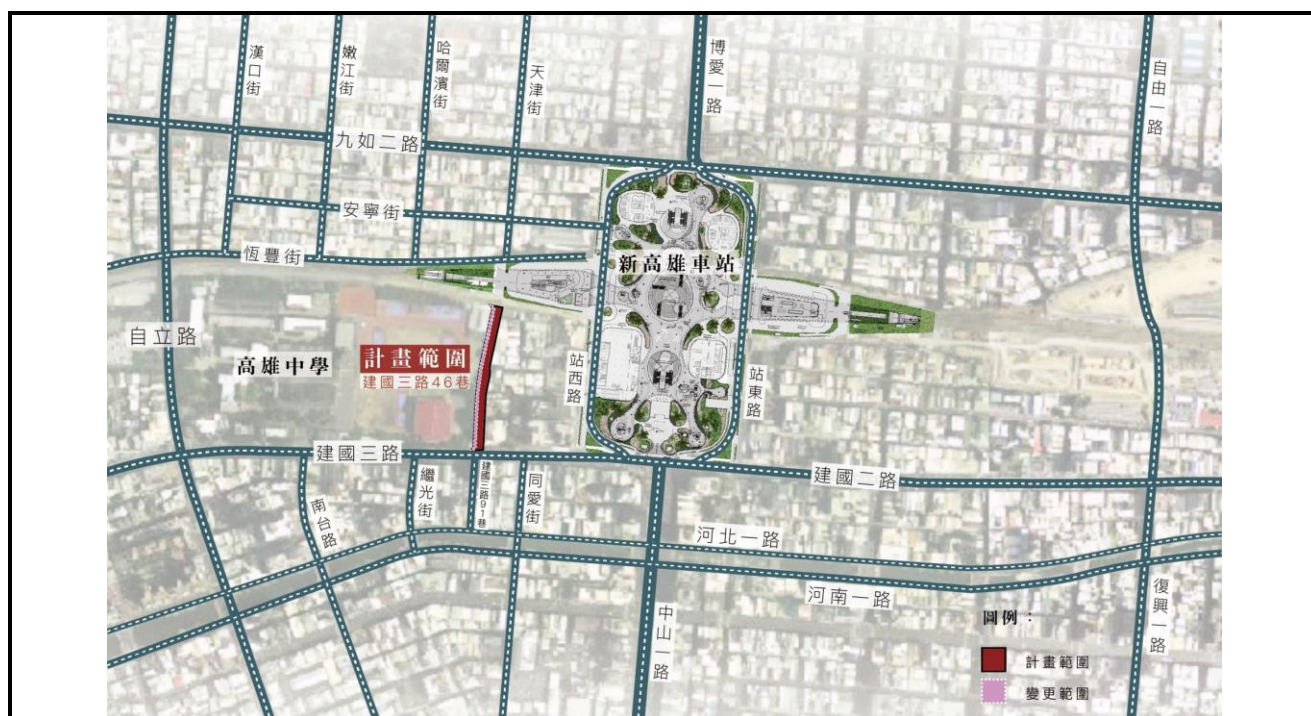 漢口街
嫩江街
哈爾濱街
天津街
博愛一路
自由一路
九如二路
安寧街
恆豐街
新高雄車站
自立路
高雄中學
計畫範圍
建國三路46巷
站西路
站東路
建國三路
建國二路
南台路
繼光街
建國三路91巷
同愛街
河北一路
河南一路
中山一路
復興一路
圖例：
計畫範圍
變更範圍